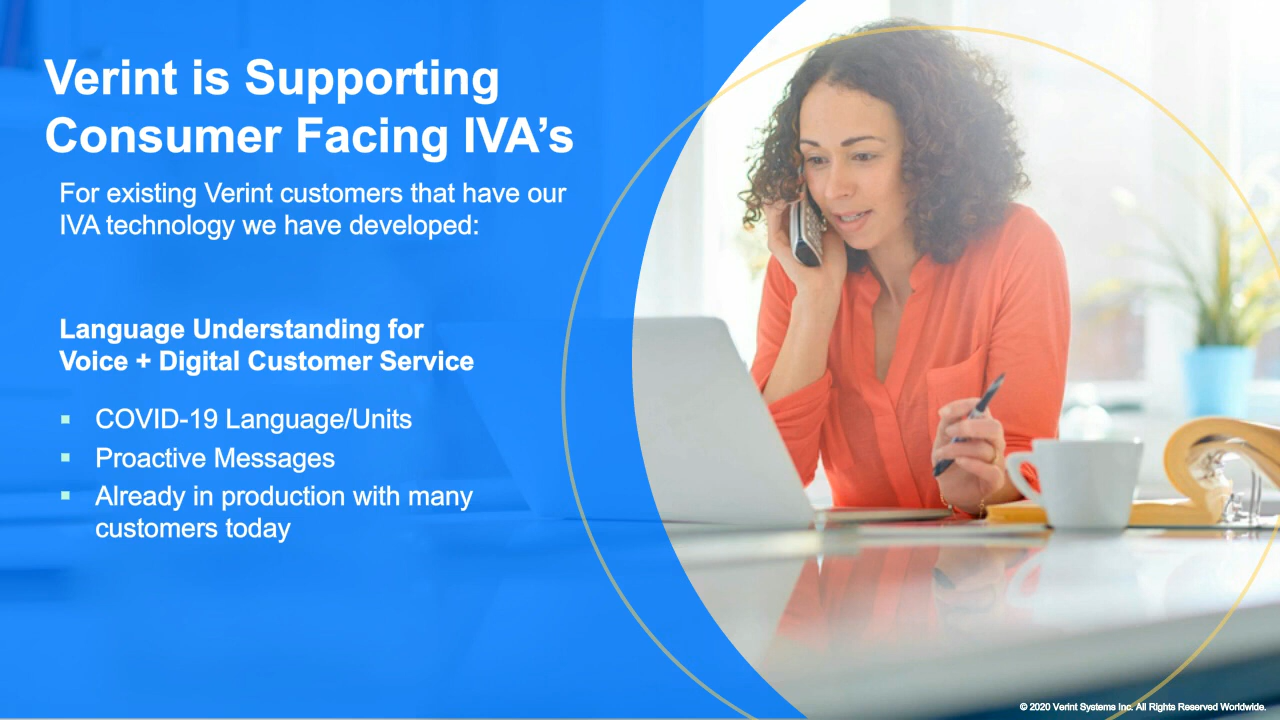 Verint is Supporting
Consumer Facing IVA’s
For existing Verint customers that have our
IVA technology we have developed:
Language Understanding for
Voice + Digital Customer Service
▪ COVID-19 Language/Units
▪ Proactive Messages
▪ Already in production with many
customers today
© 2020 Verint Systems Inc. All Rights Reserved Worldwide.